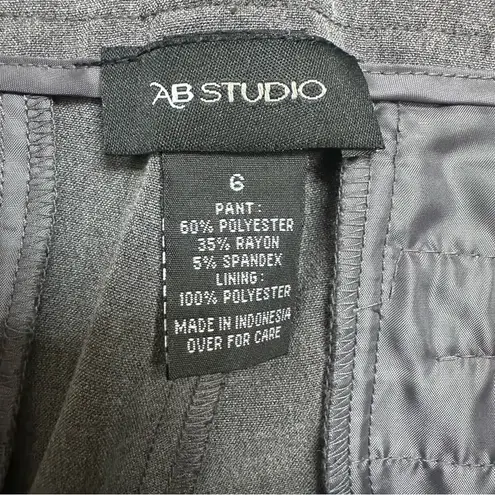 AB STUDIO
6
PANT:
60% POLYESTER
35% RAYON
5% SPANDEX
LINING:
100% POLYESTER
MADE IN INDONESIA
OVER FOR CARE